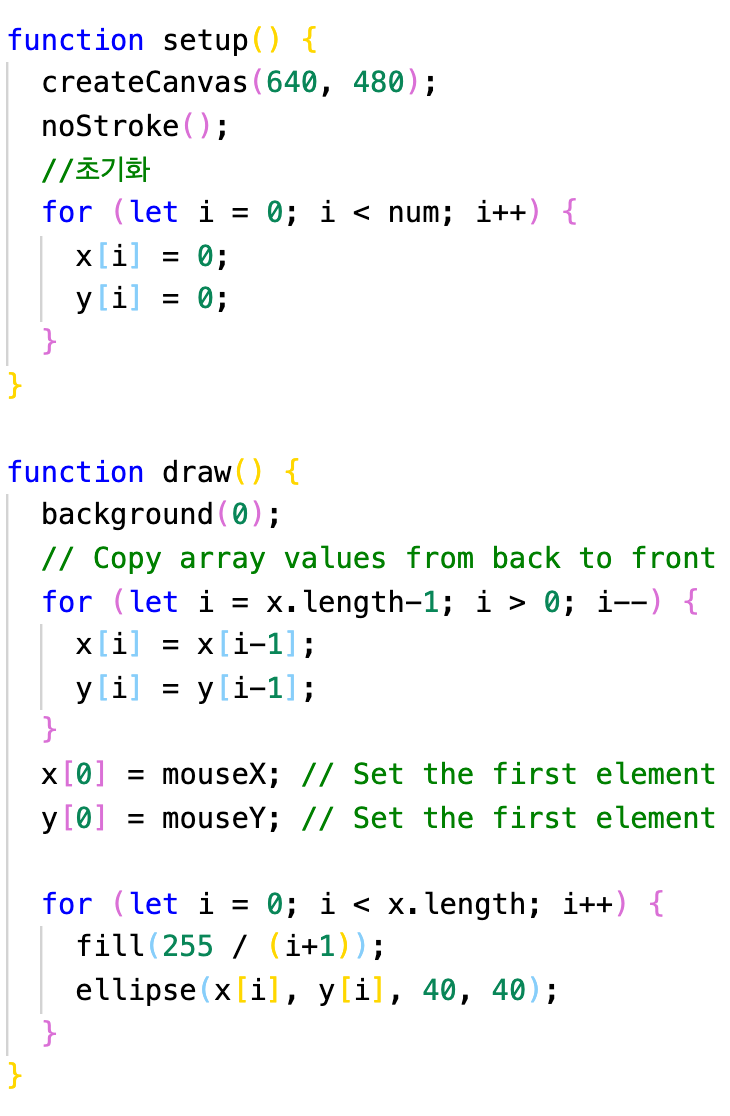 function setup() {
  createCanvas(640, 480);
  noStroke();
  //초기화
  for (let i = 0; i < num; i++) {
    x[i] = 0;
    y[i] = 0;
  }
}

function draw() {
  background(0);
  // Copy array values from back to front
  for (let i = x.length-1; i > 0; i--) {
    x[i] = x[i-1];
    y[i] = y[i-1];
  }
  x[0] = mouseX; // Set the first element
  y[0] = mouseY; // Set the first element

  for (let i = 0; i < x.length; i++) {
    fill(255 / (i+1));
    ellipse(x[i], y[i], 40, 40);
  }
}